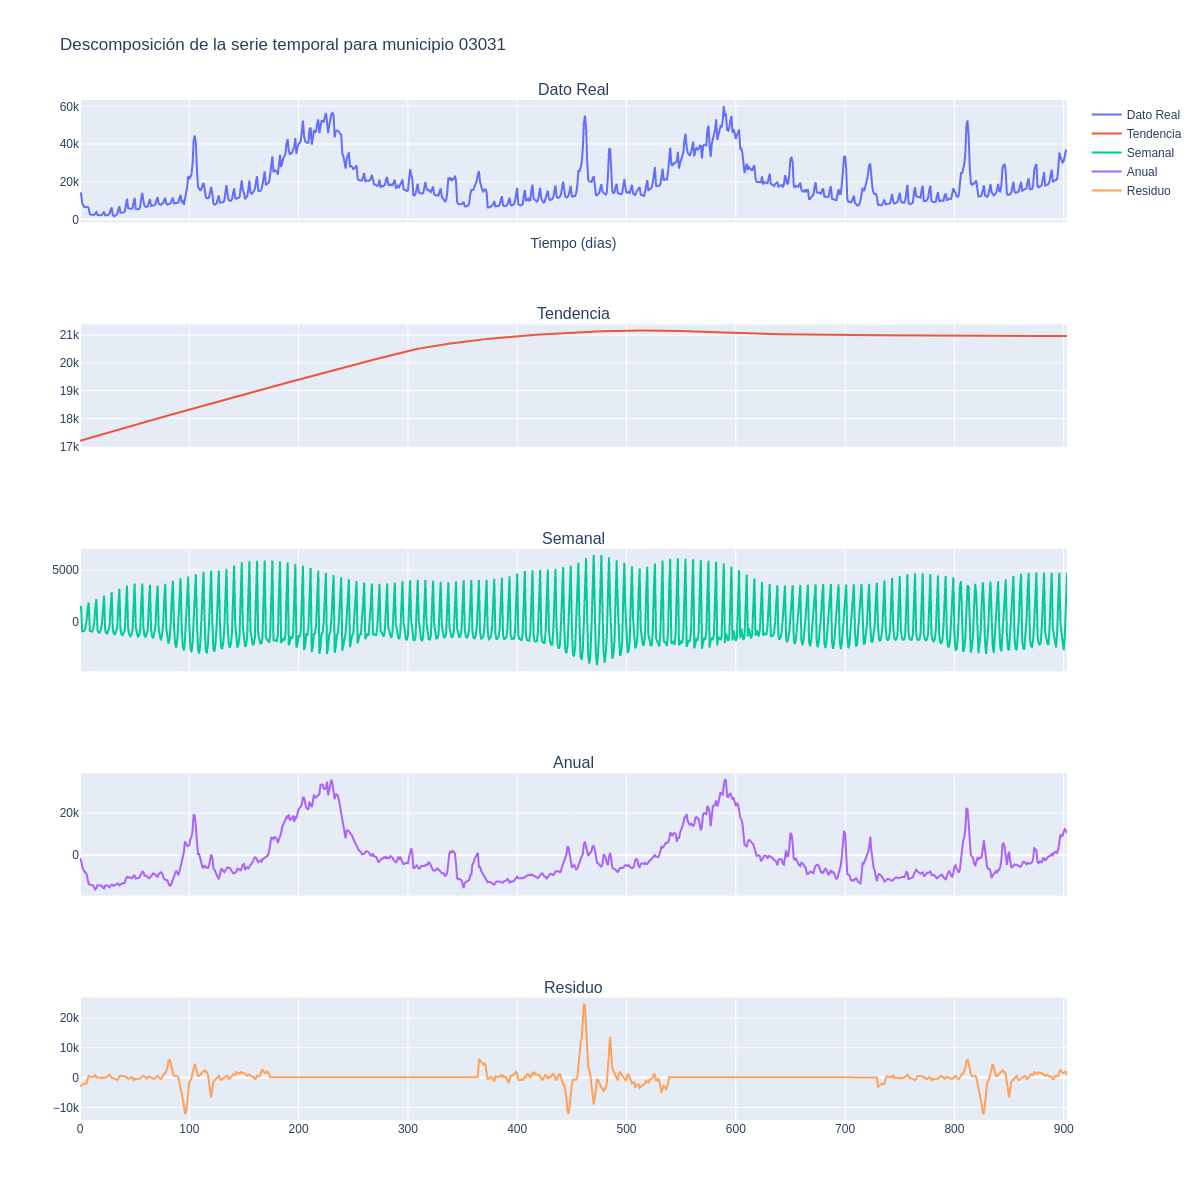 Descomposición de la serie temporal para municipio 03031
Dato Real
60k
40k
20k
0
Tiempo (días)
Dato Real
Tendencia
Semanal
Anual
Residuo
Tendencia
21k
20k
19k
18k
17k
Semanal
5000
0
Anual
20k
0
Residuo
20k
10k
0
−10k
0 100 200 300 400 500 600 700 800 900